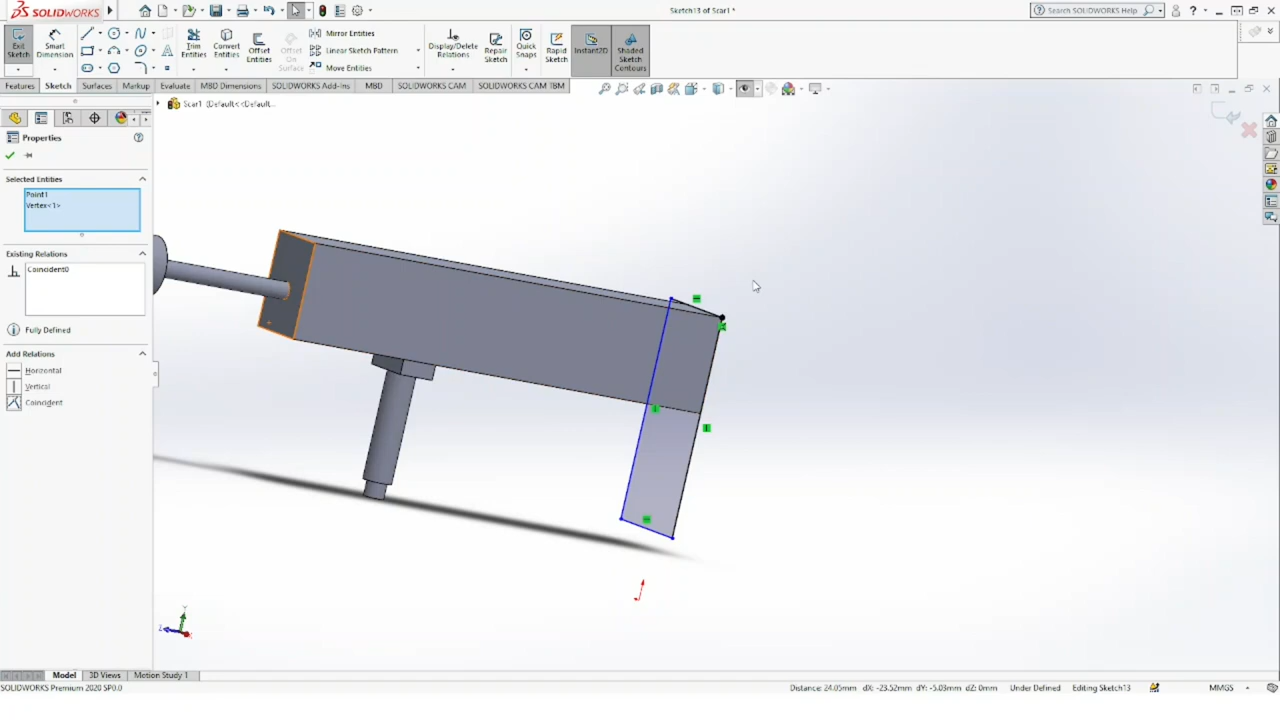 SOLIDWORKS
Sketch13 of Scar1 *
Search SOLIDWORKS Help
Exit Sketch
Smart Dimension
Trim Entities
Convert Entities
Offset Entities
Offset On Surface
Mirror Entities
Linear Sketch Pattern
Move Entities
Display/Delete Relations
Repair Sketch
Quick Snaps
Rapid Sketch
Instant2D
Shaded Sketch Contours
Features
Sketch
Surfaces
Markup
Evaluate
MBD Dimensions
SOLIDWORKS Add-Ins
MBD
SOLIDWORKS CAM
SOLIDWORKS CAM TBM
Scar1 (Default<<Default...
Properties
Selected Entities
Point1
Vertex<1>
Existing Relations
Coincident0
Fully Defined
Add Relations
Horizontal
Vertical
Coincident
Y
Z
Model
3D Views
Motion Study 1
SOLIDWORKS Premium 2020 SP0.0
Distance: 24.05mm dX: -23.52mm dY: -5.03mm dZ: 0mm Under Defined Editing Sketch13 MMGS